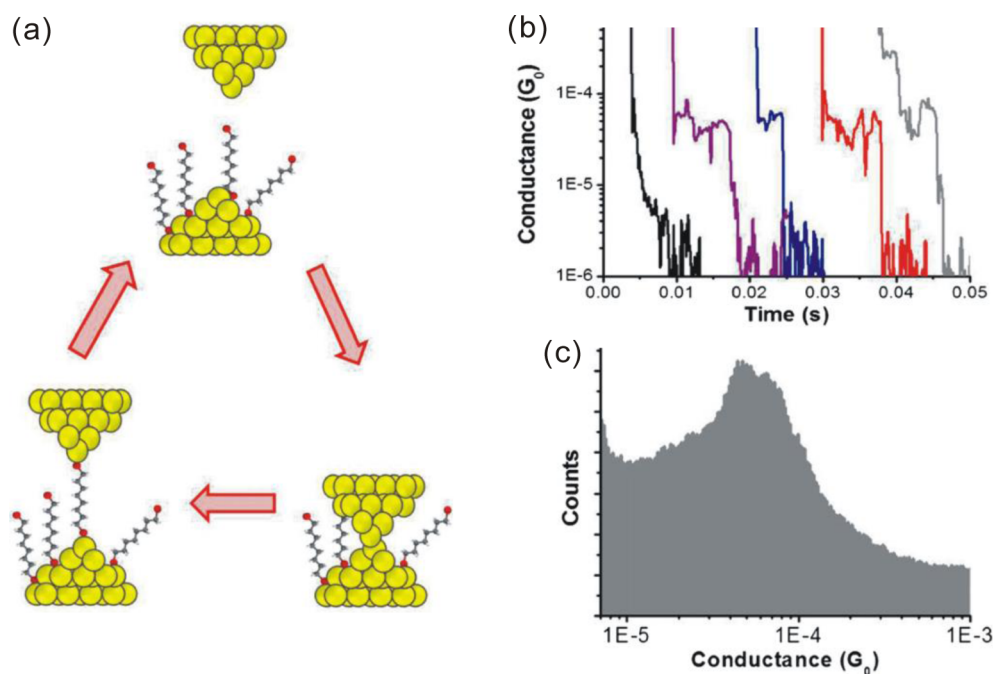 (a)
(b)
Conductance (G0)
1E-4
1E-5
1E-6
0.00 0.01 0.02 0.03 0.04 0.05
Time (s)
(c)
Counts
1E-5 1E-4 1E-3
Conductance (G0)